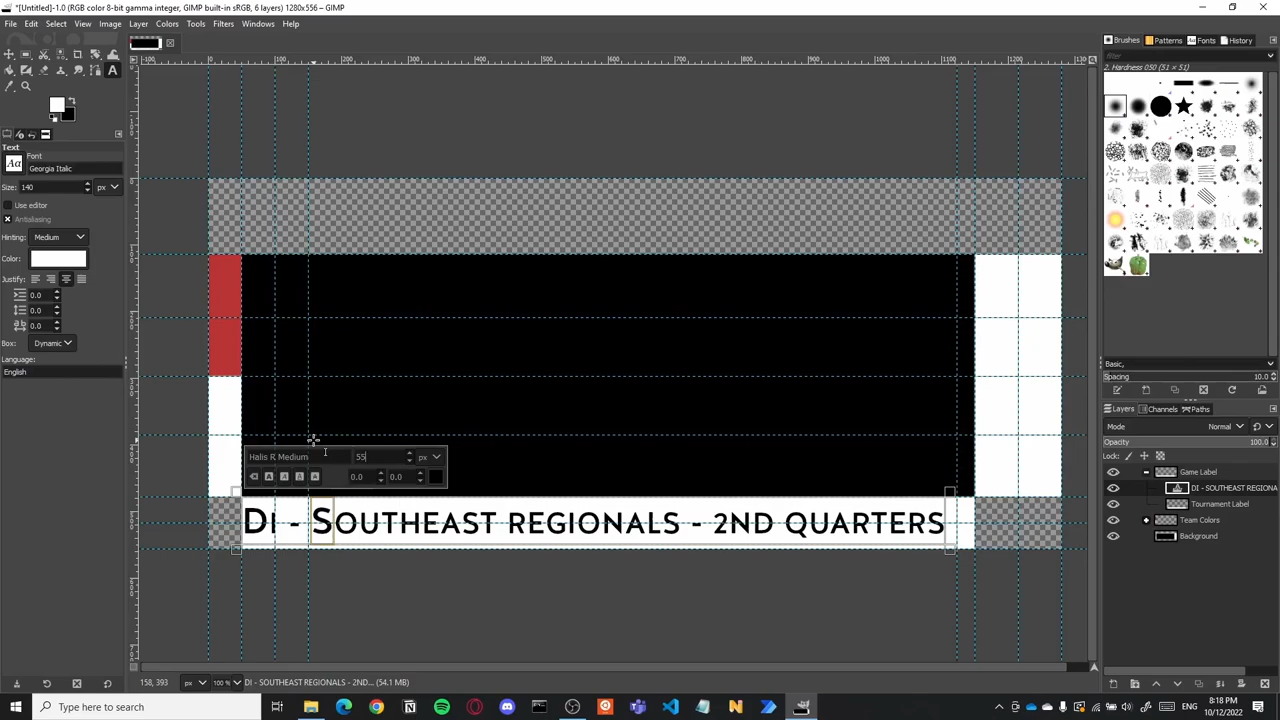 *[Untitled]-1.0 (RGB color 8-bit gamma integer, GIMP built-in sRGB, 6 layers) 1280x556 – GIMP
File Edit Select View Image Layer Colors Tools Filters Windows Help
Brushes Patterns Fonts History
filter
2. Hardness 050 (51 × 51)
Text
Font
Aa
Georgia Italic
Size: 140 px
Use editor
Antialiasing
Hinting: Medium
Color:
Justify:
0.0
0.0
0.0
Box: Dynamic
Language:
English
Halis R Medium 55 px
0.0 0.0
DI - SOUTHEAST REGIONALS - 2ND QUARTERS
Basic,
Spacing 10.0
Layers Channels Paths
Mode Normal
Opacity 100.0
Game Label
DI - SOUTHEAST REGIONA
Tournament Label
Team Colors
Background
158, 393 px 100 % DI - SOUTHEAST REGIONALS - 2ND... (54.1 MB)
Type here to search
8:18 PM
10/12/2022